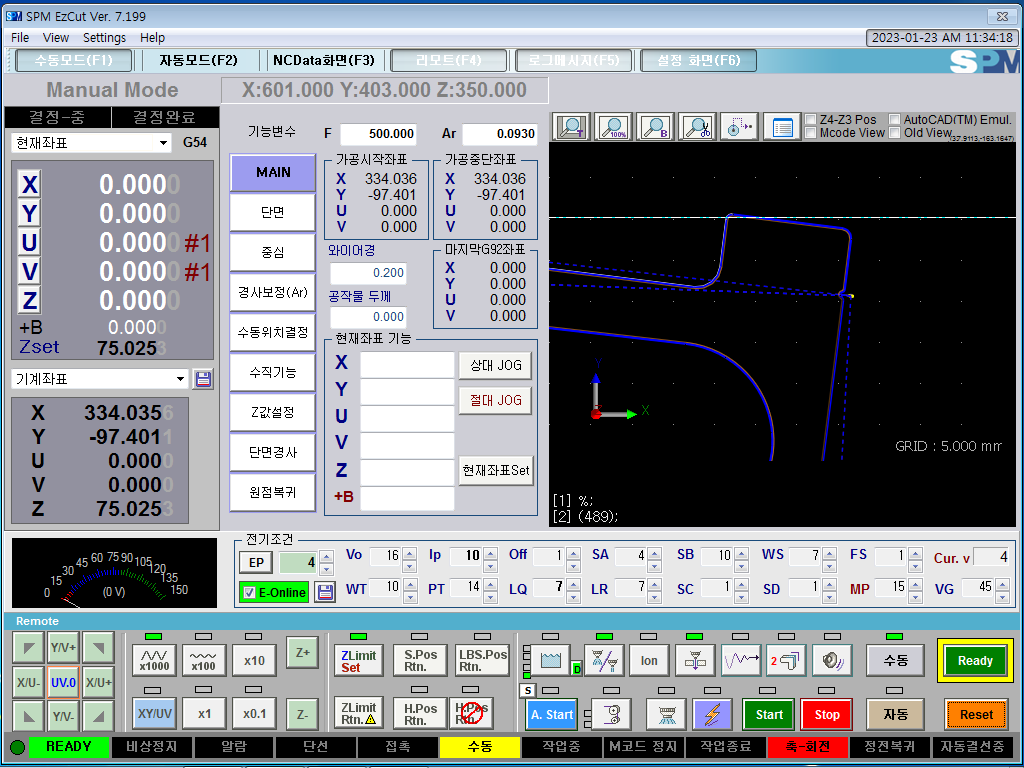 SPM SPM EzCut Ver. 7.199
File View Settings Help
2023-01-23 AM 11:34:18
수동모드(F1) 자동모드(F2) NCData화면(F3) 리모트(F4) 로그메시지(F5) 설정 화면(F6) SPM
Manual Mode X:601.000 Y:403.000 Z:350.000
결정-중 결정완료
현재좌표 G54
X 0.0000
Y 0.0000
U 0.0000 #1
V 0.0000 #1
Z 0.0000
+B 0.0000
Zset 75.0253
기계좌표
X 334.0356
Y -97.4011
U 0.0000
V 0.0000
Z 75.0253
기능변수 F 500.000 Ar 0.0930
MAIN
단면
중심
경사보정(Ar)
수동위치결정
수직기능
Z값설정
단면경사
원점복귀
가공시작좌표
X 334.036
Y -97.401
U 0.000
V 0.000
가공중단좌표
X 334.036
Y -97.401
U 0.000
V 0.000
와이어경
0.200
공작물 두께
0.000
마지막G92좌표
X 0.000
Y 0.000
U 0.000
V 0.000
현재좌표 기능
X
Y
U
V
Z
+B
상대 JOG
절대 JOG
현재좌표Set
T 100% B
Z4-Z3 Pos AutoCAD(TM) Emul.
Mcode View Old View
(37.9113,-163.1647)
Y
X
GRID : 5.000 mm
[1] %;
[2] (489);
0 15 30 45 60 75 90 105 120 135 150
(0 V)
전기조건
EP 4 Vo 16 Ip 10 Off 1 SA 4 SB 10 WS 7 FS 1 Cur. v 4
E-Online WT 10 PT 14 LQ 7 LR 7 SC 1 SD 1 MP 15 VG 45
Remote
Y/V+
X/U- UV.0 X/U+
Y/V-
x1000 x100 x10 Z+
XY/UV x1 x0.1 Z-
ZLimit Set S.Pos Rtn. LBS.Pos Rtn.
ZLimit Rtn. H.Pos Rtn. H.Pos Rtn.
D Ion 2 수동 Ready
S A. Start Start Stop 자동 Reset
READY 비상정지 알람 단선 접촉 수동 작업중 M코드 정지 작업종료 축-회전 정전복귀 자동결선중